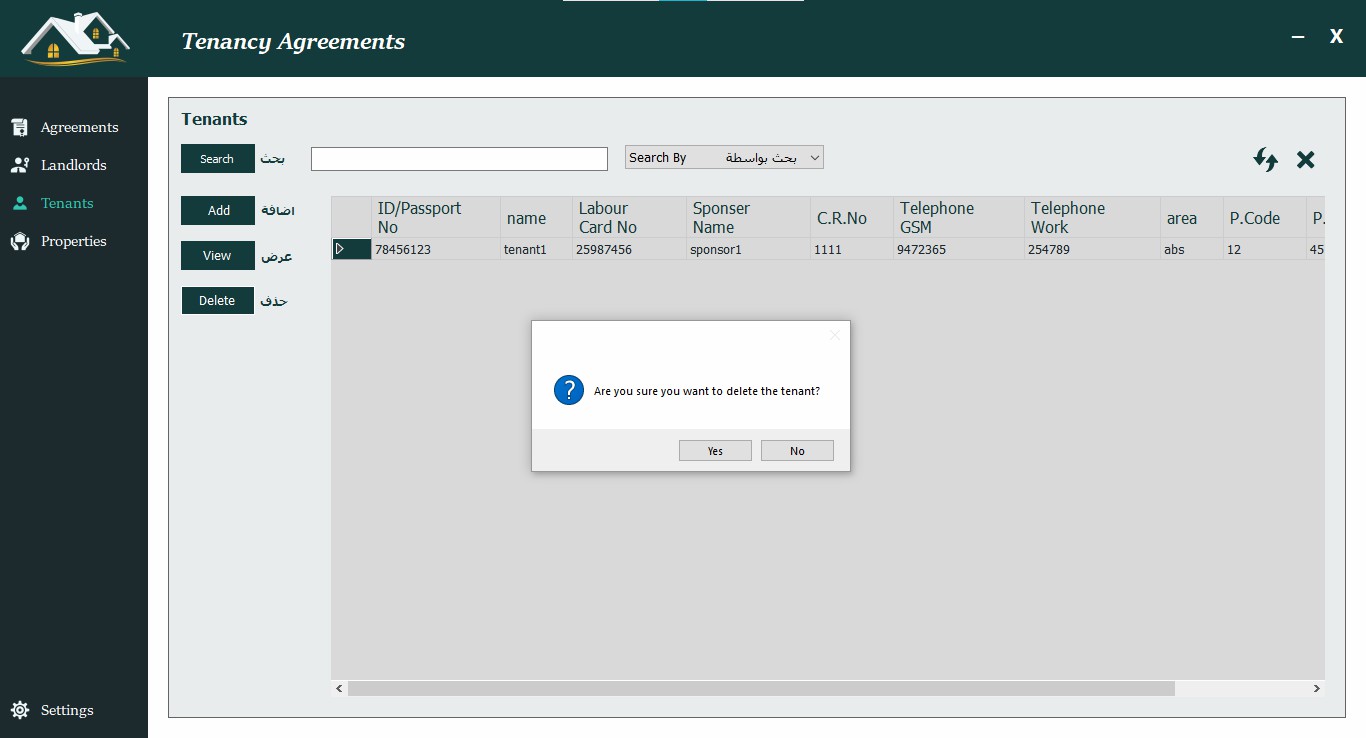 Tenancy Agreements
–
X
Agreements
Landlords
Tenants
Properties
Settings
Tenants
Search بحث
Search By بحث بواسطة
Add اضافة
View عرض
Delete حذف
ID/Passport No name Labour Card No Sponser Name C.R.No Telephone GSM Telephone Work area P.Code P.
78456123 tenant1 25987456 sponsor1 1111 9472365 254789 abs 12 45
Are you sure you want to delete the tenant?
Yes No